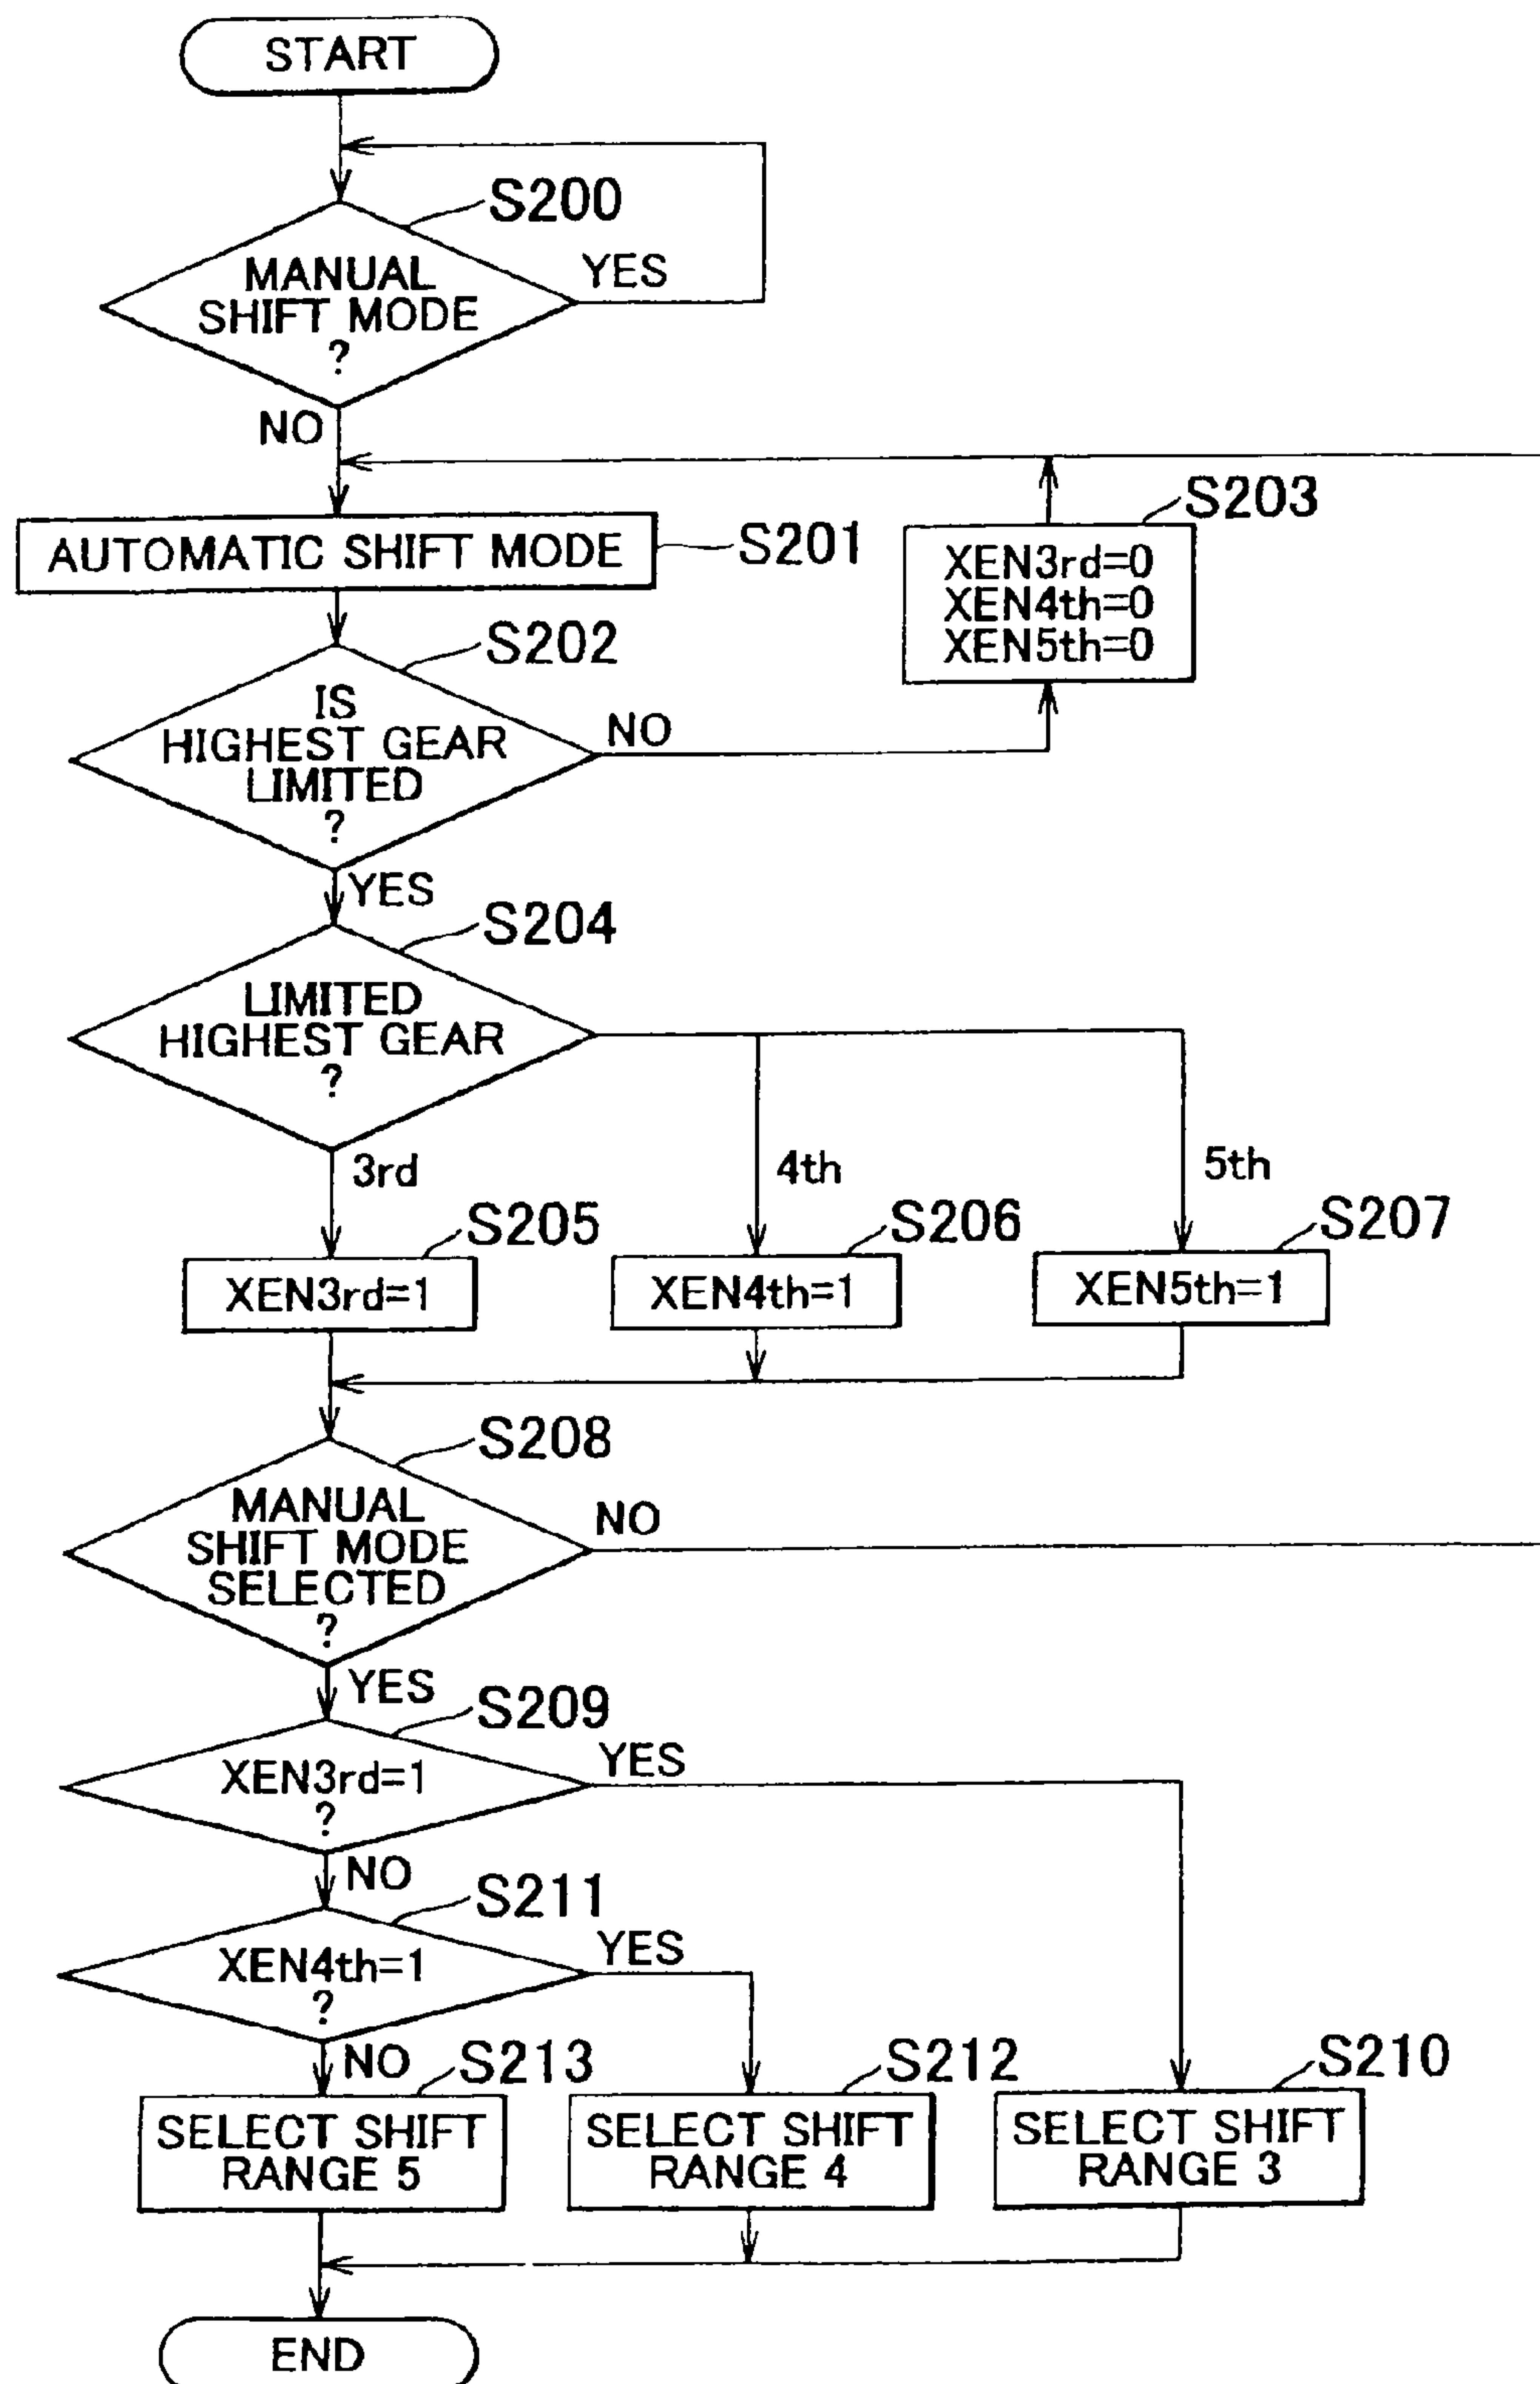 START
S200
MANUAL
SHIFT MODE
?
YES
NO
S201
AUTOMATIC SHIFT MODE
S203
XEN3rd=0
XEN4th=0
XEN5th=0
S202
IS
HIGHEST GEAR
LIMITED
?
NO
YES
S204
LIMITED
HIGHEST GEAR
?
3rd
4th
5th
S205
XEN3rd=1
S206
XEN4th=1
S207
XEN5th=1
S208
MANUAL
SHIFT MODE
SELECTED
?
NO
YES
S209
XEN3rd=1
?
YES
NO
S211
XEN4th=1
?
YES
NO
S213
SELECT SHIFT
RANGE 5
S212
SELECT SHIFT
RANGE 4
S210
SELECT SHIFT
RANGE 3
END